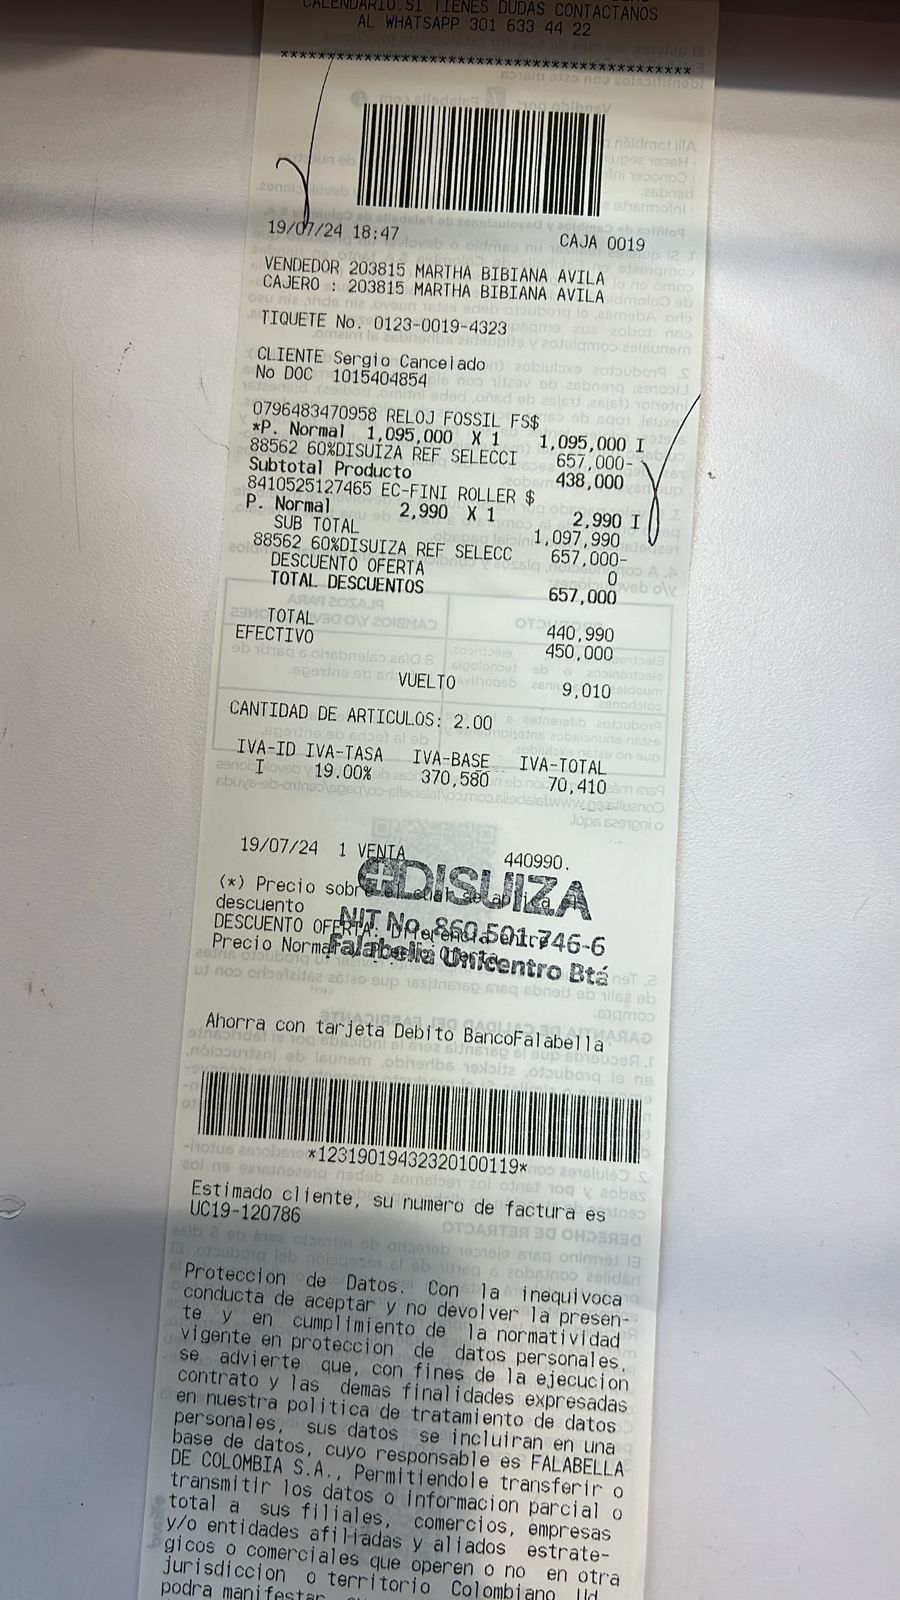 CALENDARIO.SI TIENES DUDAS CONTACTANOS
AL WHATSAPP 301 633 44 22
19/07/24 18:47 CAJA 0019
VENDEDOR 203815 MARTHA BIBIANA AVILA
CAJERO : 203815 MARTHA BIBIANA AVILA
TIQUETE No. 0123-0019-4323
CLIENTE Sergio Cancelado
No DOC 1015404854
0796483470958 RELOJ FOSSIL FS$
*P. Normal 1,095,000 X 1 1,095,000 I
88562 60%DISUIZA REF SELECCI 657,000-
Subtotal Producto 438,000
8410525127465 EC-FINI ROLLER $
P. Normal 2,990 X 1 2,990 I
SUB TOTAL 1,097,990
88562 60%DISUIZA REF SELECC 657,000-
DESCUENTO OFERTA 0
TOTAL DESCUENTOS 657,000
TOTAL 440,990
EFECTIVO 450,000
VUELTO 9,010
CANTIDAD DE ARTICULOS: 2.00
IVA-ID IVA-TASA IVA-BASE IVA-TOTAL
I 19.00% 370,580 70,410
19/07/24 1 VENTA 440990.
DISUIZA
(*) Precio sobre
descuento
NIT No. 860.501.746-6
DESCUENTO OFERTA: Diferencia entre
Falabella Unicentro Btá
Precio Normal
Ahorra con tarjeta Debito BancoFalabella
*12319019432320100119*
Estimado cliente, su numero de factura es
UC19-120786
Proteccion de Datos. Con la inequivoca
conducta de aceptar y no devolver la presen-
te y en cumplimiento de la normatividad
vigente en proteccion de datos personales,
se advierte que, con fines de la ejecucion
contrato y las demas finalidades expresadas
en nuestra politica de tratamiento de datos
personales, sus datos se incluiran en una
base de datos, cuyo responsable es FALABELLA
DE COLOMBIA S.A., Permitiendole transferir o
transmitir los datos o informacion parcial o
total a sus filiales, comercios, empresas
y/o entidades afiliadas y aliados estrate-
gicos o comerciales que operen o no en otra
jurisdiccion o territorio Colombiano. Ud.
podra manifestar